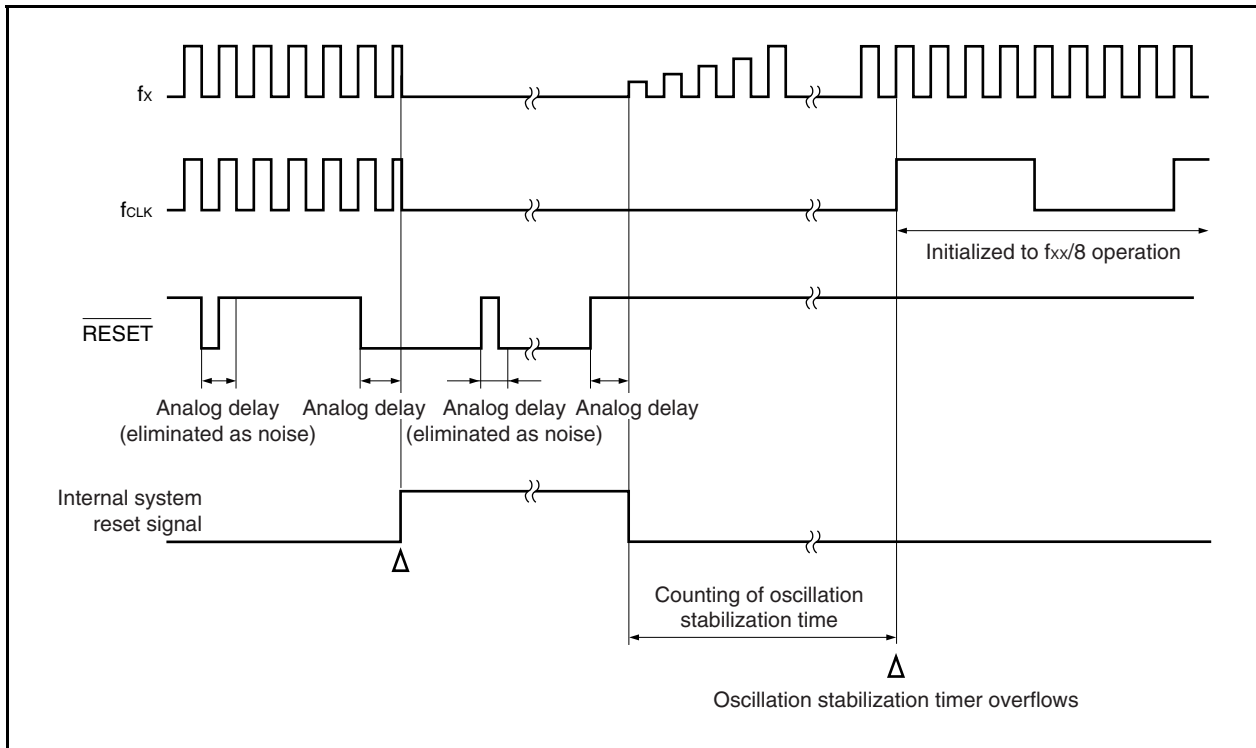 fX
fCLK
Initialized to fxx/8 operation
RESET
Analog delay
(eliminated as noise)
Analog delay
Analog delay
(eliminated as noise)
Analog delay
Internal system
reset signal
Counting of oscillation
stabilization time
Oscillation stabilization timer overflows